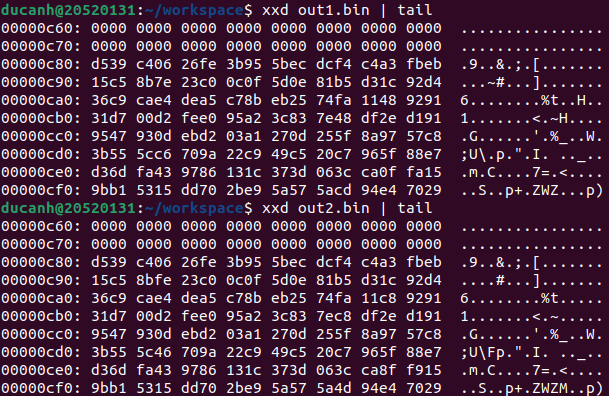 ducanh@20520131:~/workspace$ xxd out1.bin | tail
00000c60: 0000 0000 0000 0000 0000 0000 0000 0000  ................
00000c70: 0000 0000 0000 0000 0000 0000 0000 0000  ................
00000c80: d539 c406 26fe 3b95 5bec dcf4 c4a3 fbeb  .9..&.;.[.......
00000c90: 15c5 8b7e 23c0 0c0f 5d0e 81b5 d31c 92d4  ...~#...].......
00000ca0: 36c9 cae4 dea5 c78b eb25 74fa 1148 9291  6........%t..H..
00000cb0: 31d7 00d2 fee0 95a2 3c83 7e48 df2e d191  1.......<.~H....
00000cc0: 9547 930d ebd2 03a1 270d 255f 8a97 57c8  .G......'.%_..W.
00000cd0: 3b55 5cc6 709a 22c9 49c5 20c7 965f 88e7  ;U\.p.".I. .._..
00000ce0: d36d fa43 9786 131c 373d 063c ca0f fa15  .m.C....7=.<....
00000cf0: 9bb1 5315 dd70 2be9 5a57 5acd 94e4 7029  ..S..p+.ZWZ...p)
ducanh@20520131:~/workspace$ xxd out2.bin | tail
00000c60: 0000 0000 0000 0000 0000 0000 0000 0000  ................
00000c70: 0000 0000 0000 0000 0000 0000 0000 0000  ................
00000c80: d539 c406 26fe 3b95 5bec dcf4 c4a3 fbeb  .9..&.;.[.......
00000c90: 15c5 8bfe 23c0 0c0f 5d0e 81b5 d31c 92d4  ....#...].......
00000ca0: 36c9 cae4 dea5 c78b eb25 74fa 11c8 9291  6........%t.....
00000cb0: 31d7 00d2 fee0 95a2 3c83 7ec8 df2e d191  1.......<.~.....
00000cc0: 9547 930d ebd2 03a1 270d 255f 8a97 57c8  .G......'.%_..W.
00000cd0: 3b55 5c46 709a 22c9 49c5 20c7 965f 88e7  ;U\Fp.".I. .._..
00000ce0: d36d fa43 9786 131c 373d 063c ca8f f915  .m.C....7=.<....
00000cf0: 9bb1 5315 dd70 2be9 5a57 5a4d 94e4 7029  ..S..p+.ZWZM..p)